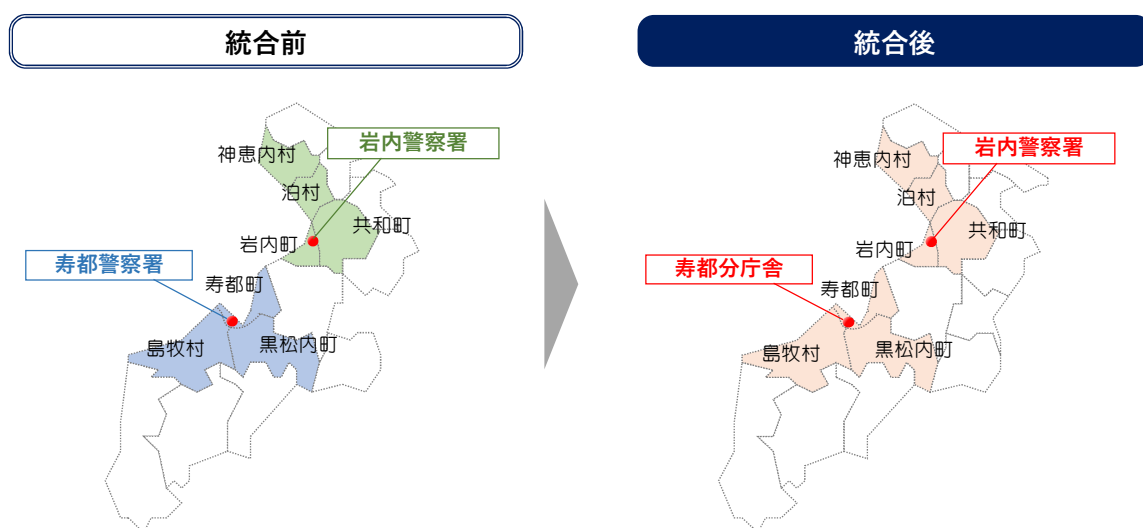 統合前
岩内警察署
神恵内村
泊村
共和町
岩内町
寿都警察署
寿都町
島牧村
黒松内町
統合後
岩内警察署
神恵内村
泊村
共和町
岩内町
寿都分庁舎
寿都町
島牧村
黒松内町